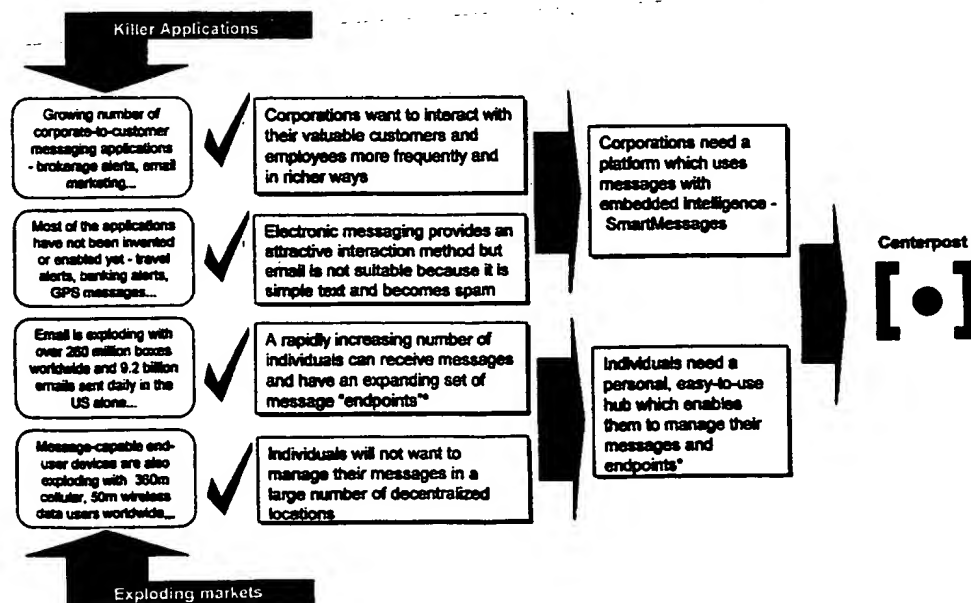 Killer Applications
Growing number of
corporate-to-customer
messaging applications
- brokerage alerts, email
marketing...
Corporations want to interact with
their valuable customers and
employees more frequently and
in richer ways
Most of the applications
have not been invented
or enabled yet - travel
alerts, banking alerts,
GPS messages...
Electronic messaging provides an
attractive interaction method but
email is not suitable because it is
simple text and becomes spam
Corporations need a
platform which uses
messages with
embedded intelligence -
SmartMessages
Email is exploding with
over 260 million boxes
worldwide and 9.2 billion
emails sent daily in the
US alone...
A rapidly increasing number of
individuals can receive messages
and have an expanding set of
message "endpoints"*
Message-capable end-
user devices are also
exploding with 360m
cellular, 50m wireless
data users worldwide...
Individuals will not want to
manage their messages in a
large number of decentralized
locations
Individuals need a
personal, easy-to-use
hub which enables
them to manage their
messages and
endpoints*
Centerpost
Exploding markets